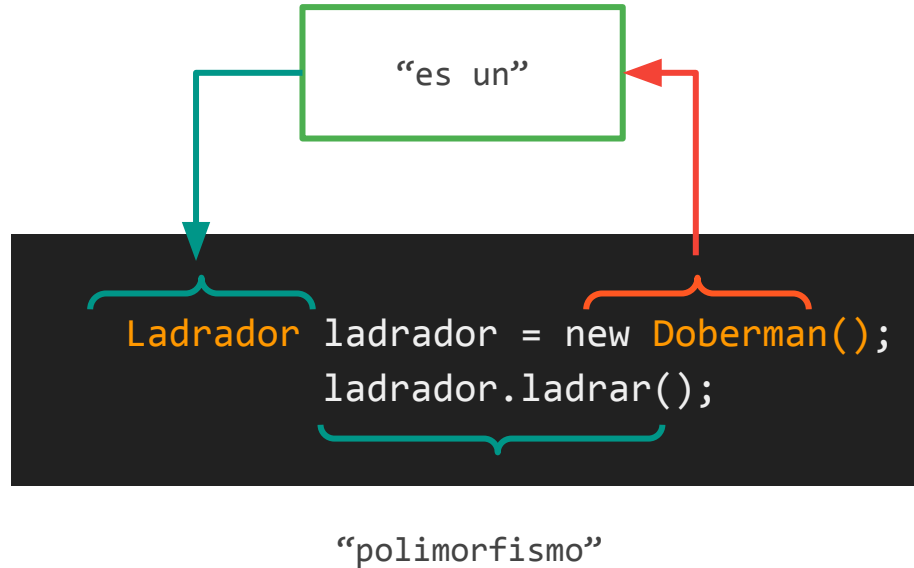 “es un”
Ladrador ladrador = new Doberman();
ladrador.ladrar();
“polimorfismo”